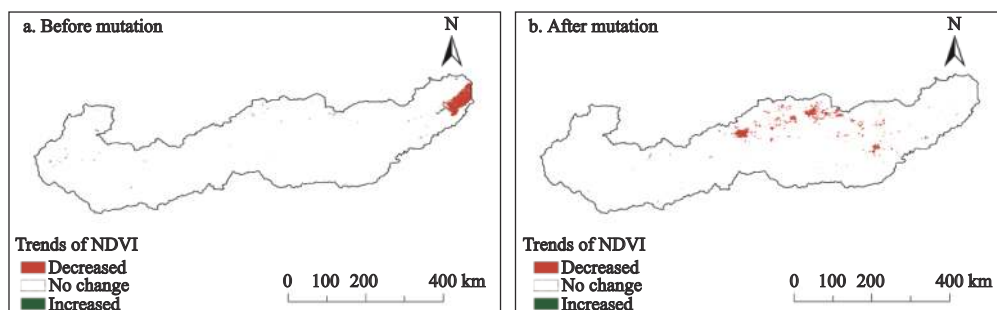 a. Before mutation
N
Trends of NDVI
Decreased
No change
Increased
0 100 200 400 km
b. After mutation
N
Trends of NDVI
Decreased
No change
Increased
0 100 200 400 km